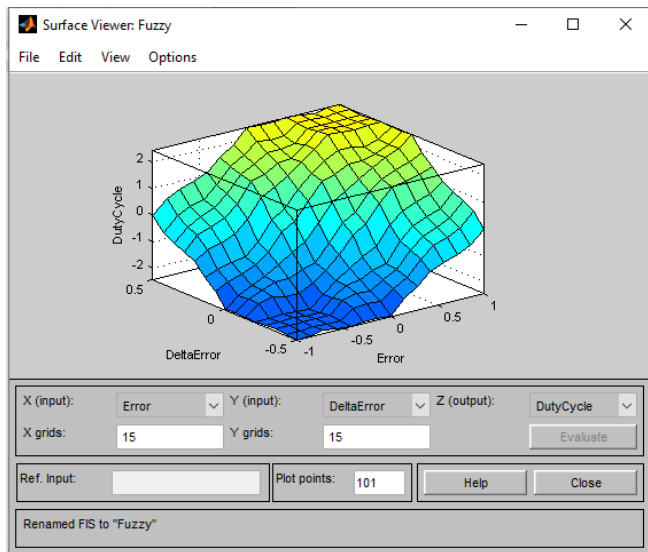 Surface Viewer: Fuzzy
File Edit View Options
2
1
0
-1
-2
DutyCycle
0.5
0
-0.5
DeltaError
-1
-0.5
0
0.5
1
Error
X (input): Error Y (input): DeltaError Z (output): DutyCycle
X grids: 15 Y grids: 15 Evaluate
Ref. Input: Plot points: 101 Help Close
Renamed FIS to "Fuzzy"